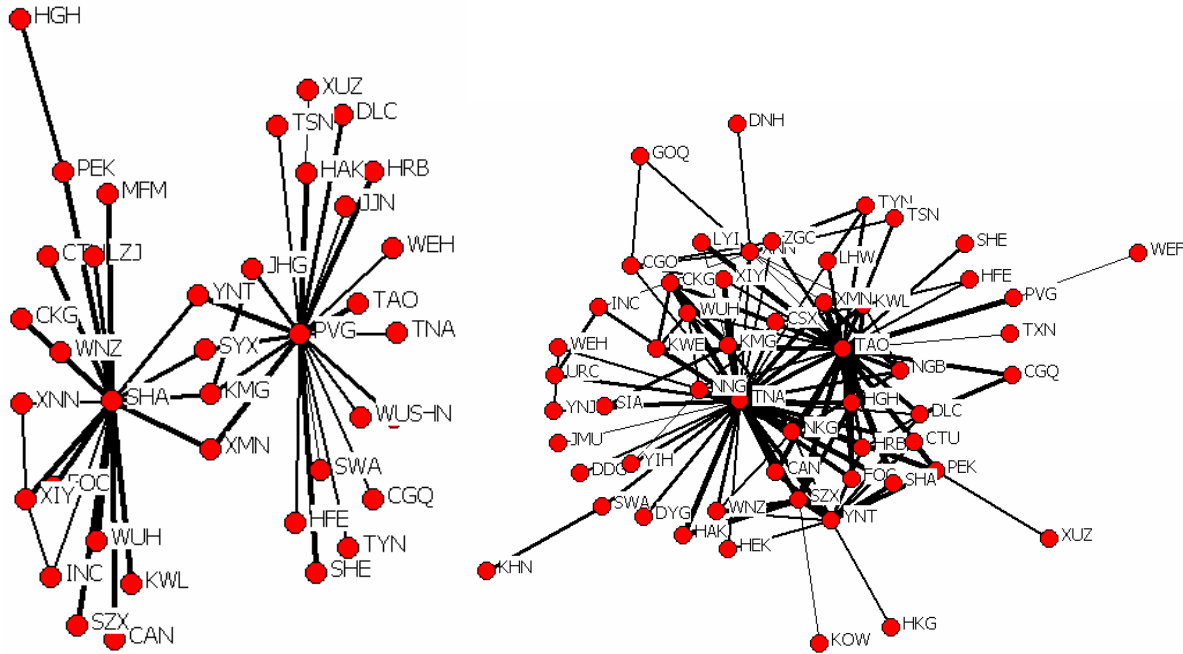 HGH
XUZ
DLC
TSN
PEK
HAK
HRB
MFM
JJN
WEH
LZJ
JHG
YNT
TAO
CKG
PVG
TNA
WNZ
SYX
SHA
KMG
XNN
WUSHN
XMN
SWA
XIY
FOC
CGQ
HFE
WUH
TYN
INC
KWL
SHE
SZX
CAN
DNH
GOQ
TYN
TSN
LYI
ZGC
XNN
SHE
WEF
CGO
CKG
XIY
LHW
HFE
INC
WUH
XMN
KWL
PVG
CSX
TXN
WEH
KWE
KMG
TAO
URC
NNG
TNA
NGB
CGQ
YNJ
SIA
HGH
DLC
JMU
NKG
HRB
CTU
DDG
YIH
CAN
FOC
SHA
PEK
SWA
DYG
WNZ
SZX
YNT
HAK
HEK
XUZ
KHN
HKG
KOW